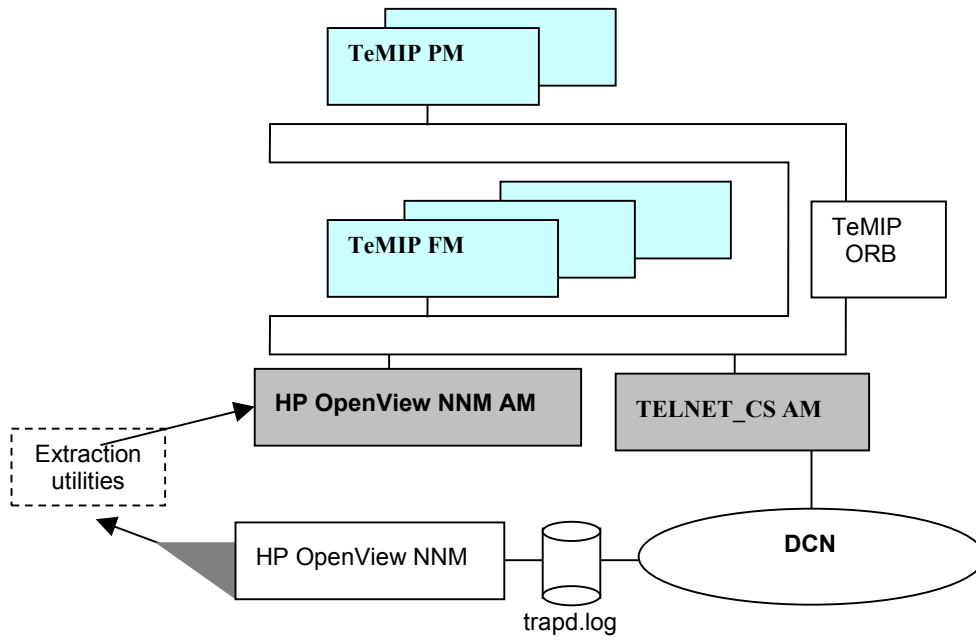 TeMIP PM
TeMIP FM
TeMIP
ORB
HP OpenView NNM AM
TELNET_CS AM
Extraction
utilities
HP OpenView NNM
DCN
trapd.log